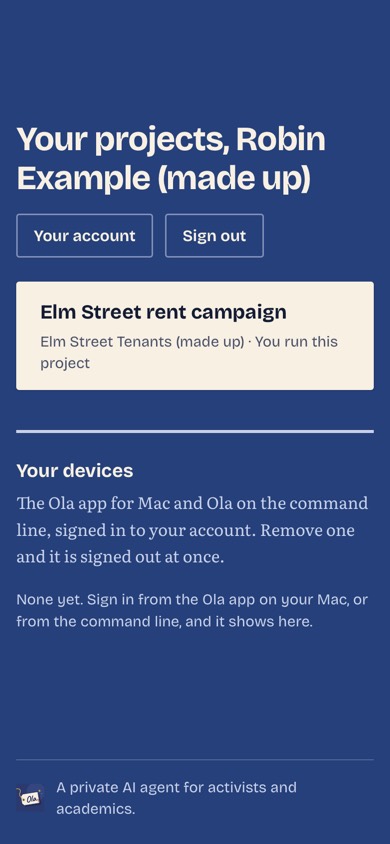 Your projects, Robin
Example (made up)
Your account
Sign out
Elm Street rent campaign
Elm Street Tenants (made up) · You run this
project
Your devices
The Ola app for Mac and Ola on the command
line, signed in to your account. Remove one
and it is signed out at once.
None yet. Sign in from the Ola app on your Mac, or
from the command line, and it shows here.
Ola
A private AI agent for activists and
academics.